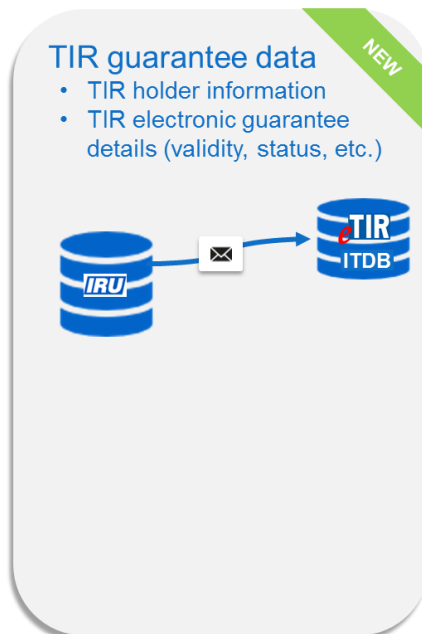 NEW
TIR guarantee data
• TIR holder information
• TIR electronic guarantee
details (validity, status, etc.)
eTIR
ITDB
IRU